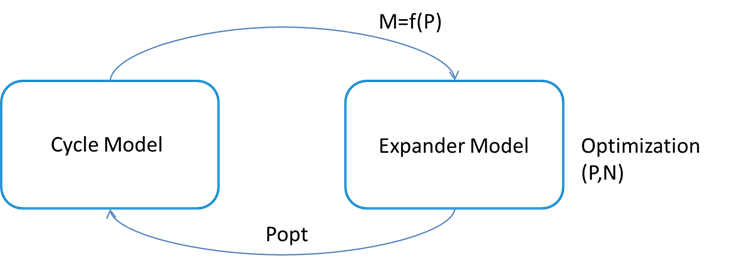 M=f(P)
Cycle Model
Expander Model
Optimization
(P,N)
Popt